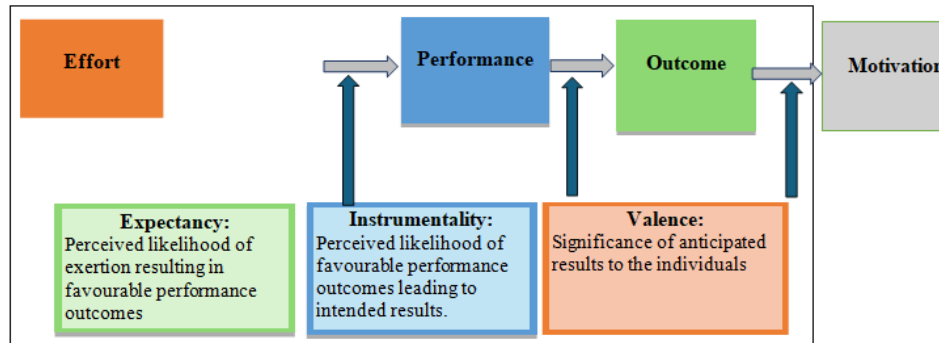 Effort
Performance
Outcome
Motivation
Expectancy:
Perceived likelihood of
exertion resulting in
favourable performance
outcomes
Instrumentality:
Perceived likelihood of
favourable performance
outcomes leading to
intended results.
Valence:
Significance of anticipated
results to the individuals